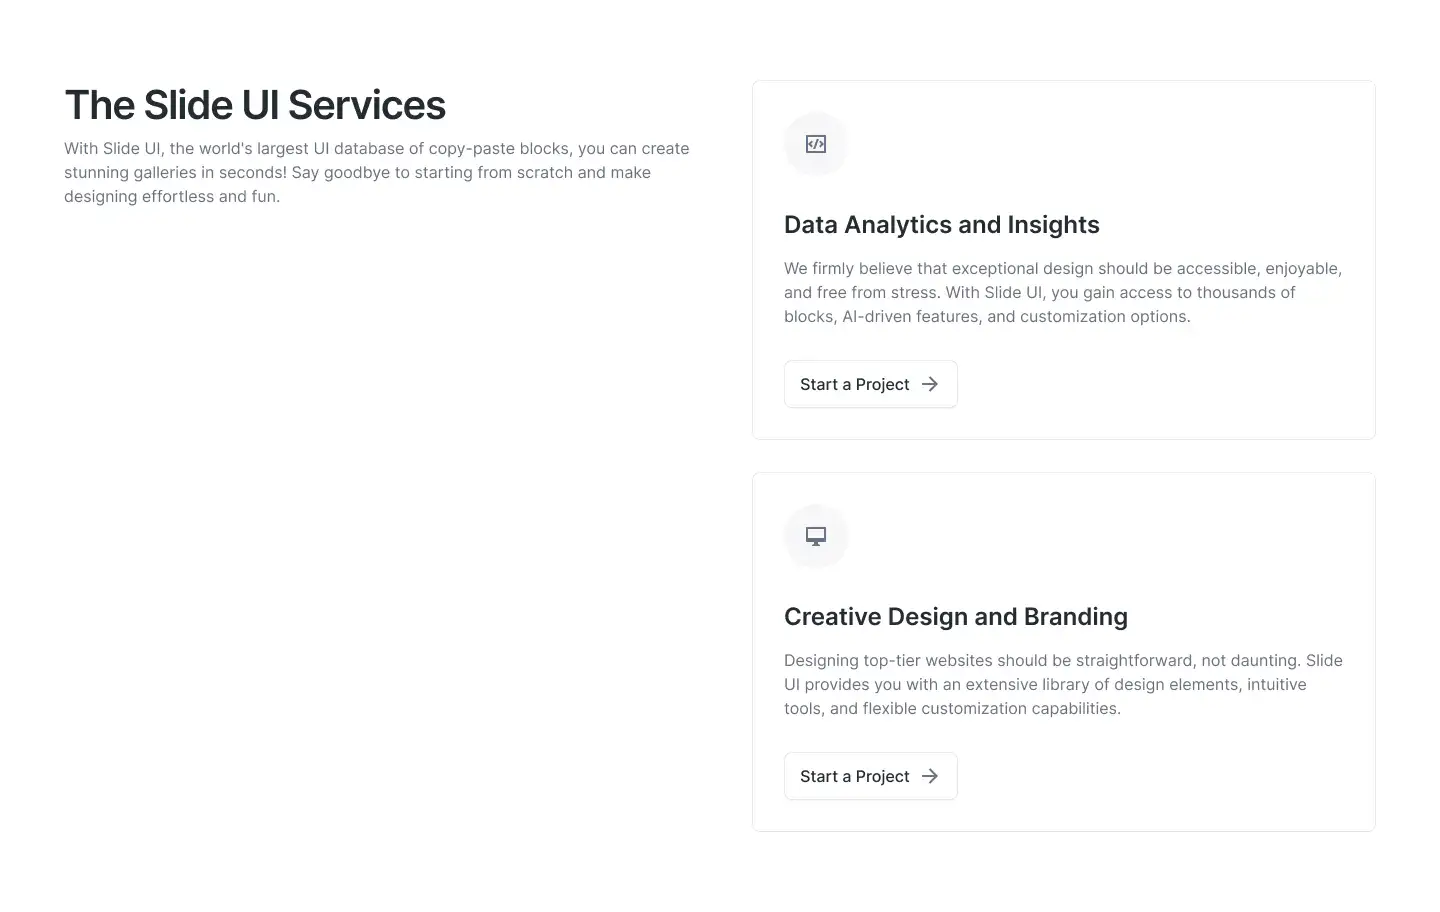 The Slide UI Services
With Slide UI, the world's largest UI database of copy-paste blocks, you can create
stunning galleries in seconds! Say goodbye to starting from scratch and make
designing effortless and fun.
Data Analytics and Insights
We firmly believe that exceptional design should be accessible, enjoyable,
and free from stress. With Slide UI, you gain access to thousands of
blocks, AI-driven features, and customization options.
Start a Project
Creative Design and Branding
Designing top-tier websites should be straightforward, not daunting. Slide
UI provides you with an extensive library of design elements, intuitive
tools, and flexible customization capabilities.
Start a Project